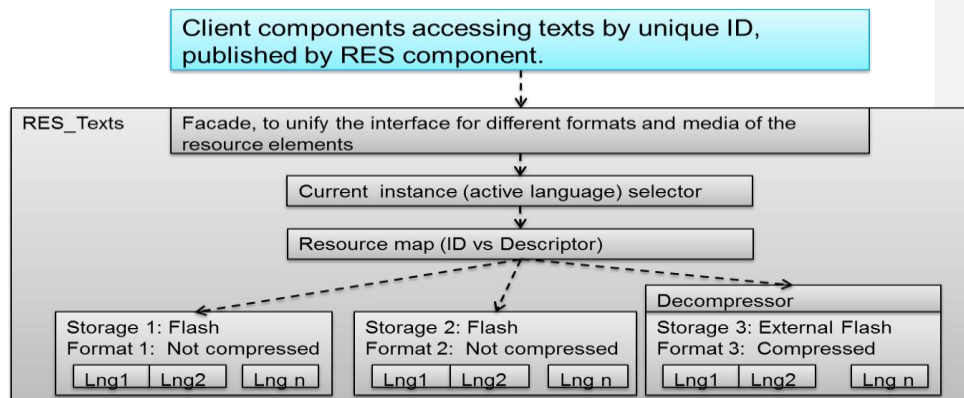 Client components accessing texts by unique ID,
published by RES component.
RES_Texts
Facade, to unify the interface for different formats and media of the
resource elements
Current instance (active language) selector
Resource map (ID vs Descriptor)
Storage 1: Flash
Format 1: Not compressed
Lng1 Lng2 Lng n
Storage 2: Flash
Format 2: Not compressed
Lng1 Lng2 Lng n
Decompressor
Storage 3: External Flash
Format 3: Compressed
Lng1 Lng2 Lng n